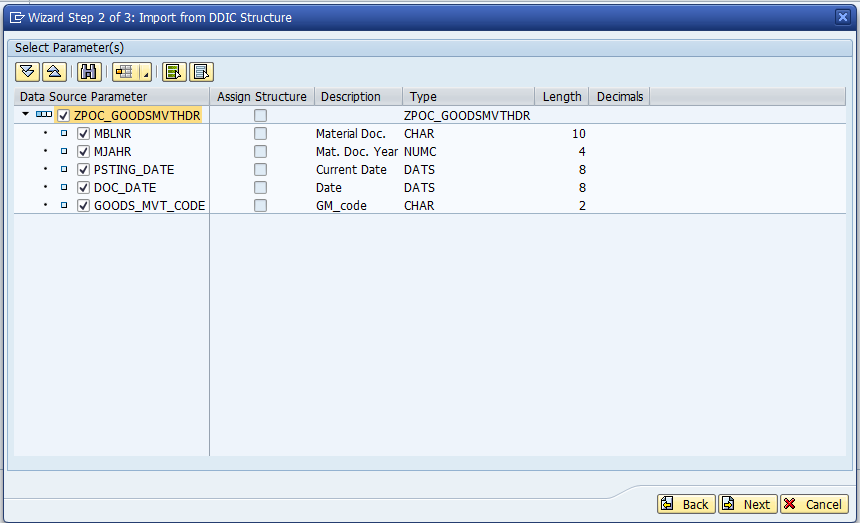 Wizard Step 2 of 3: Import from DDIC Structure
Select Parameter(s)
Data Source Parameter Assign Structure Description Type Length Decimals
ZPOC_GOODSMVTHDR ZPOC_GOODSMVTHDR
MBLNR Material Doc. CHAR 10
MJAHR Mat. Doc. Year NUMC 4
PSTING_DATE Current Date DATS 8
DOC_DATE Date DATS 8
GOODS_MVT_CODE GM_code CHAR 2
Back Next Cancel